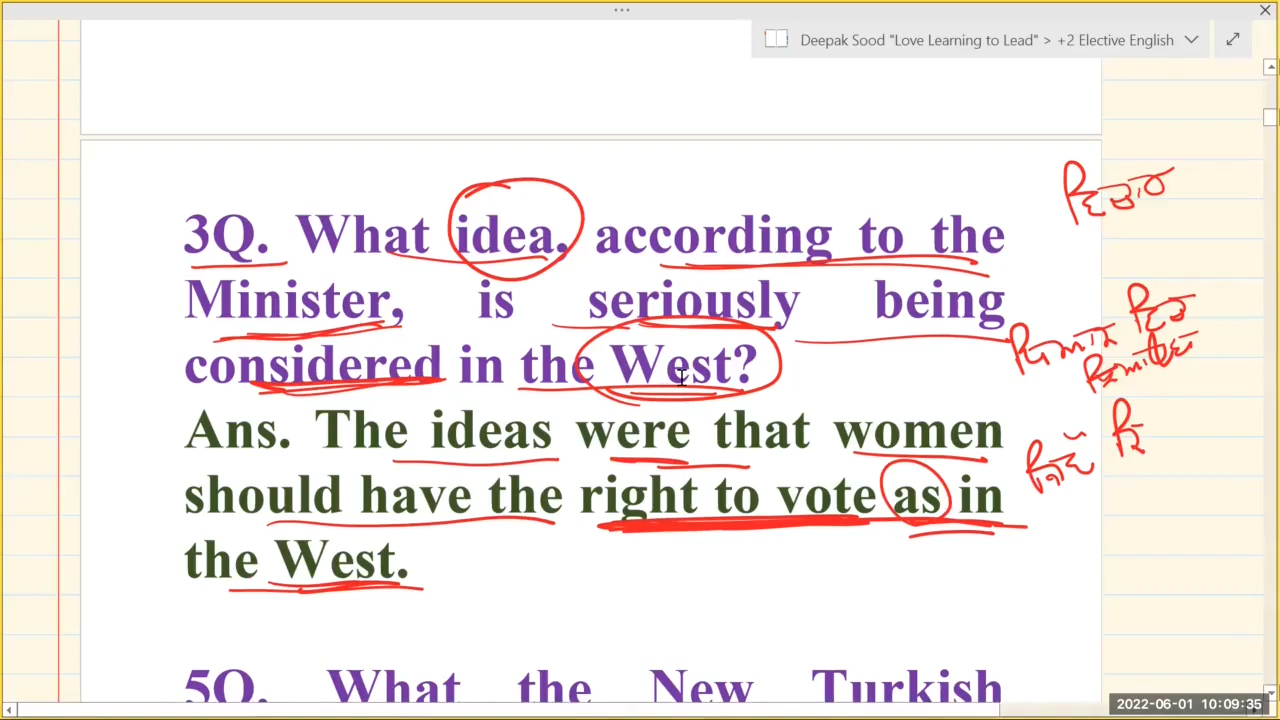 Deepak Sood "Love Learning to Lead" > +2 Elective English
3Q. What idea, according to the
Minister, is seriously being
considered in the West?
Ans. The ideas were that women
should have the right to vote as in
the West.
5Q. What the New Turkish
2022-06-01 10:09:35